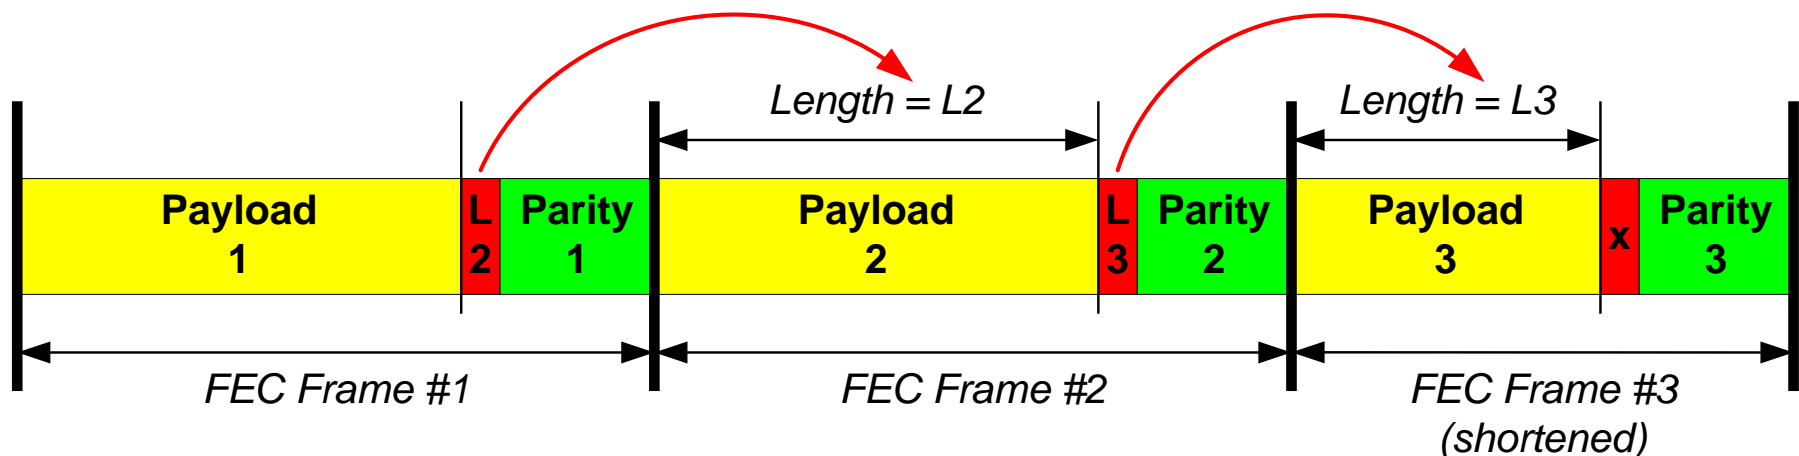 Length = L2
Length = L3
Payload
1
L
2
Parity
1
Payload
2
L
3
Parity
2
Payload
3
x
Parity
3
FEC Frame #1
FEC Frame #2
FEC Frame #3
(shortened)